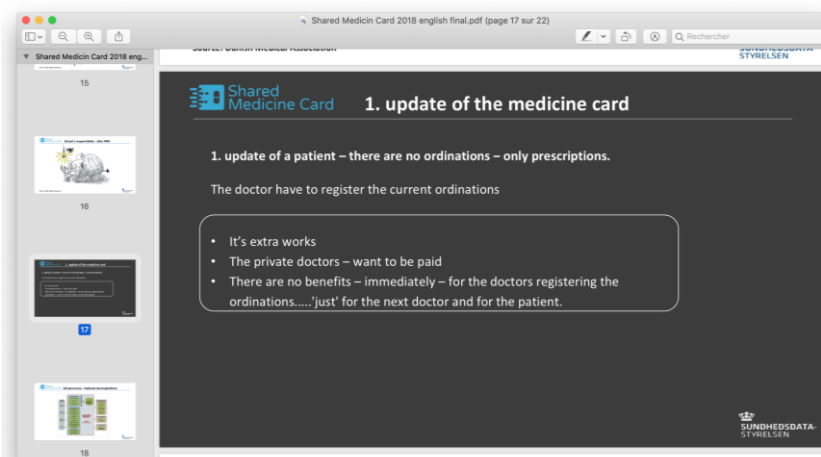 Shared Medicin Card 2018 english final.pdf (page 17 sur 22)
Rechercher
Shared Medicin Card 2018 eng...
Source: Danish Medical Association
SUNDHEDSDATA-
STYRELSEN
15
16
17
18
Shared
Medicine Card
1. update of the medicine card
1. update of a patient – there are no ordinations – only prescriptions.
The doctor have to register the current ordinations
• It's extra works
• The private doctors – want to be paid
• There are no benefits – immediately – for the doctors registering the
ordinations.....'just' for the next doctor and for the patient.
SUNDHEDSDATA-
STYRELSEN